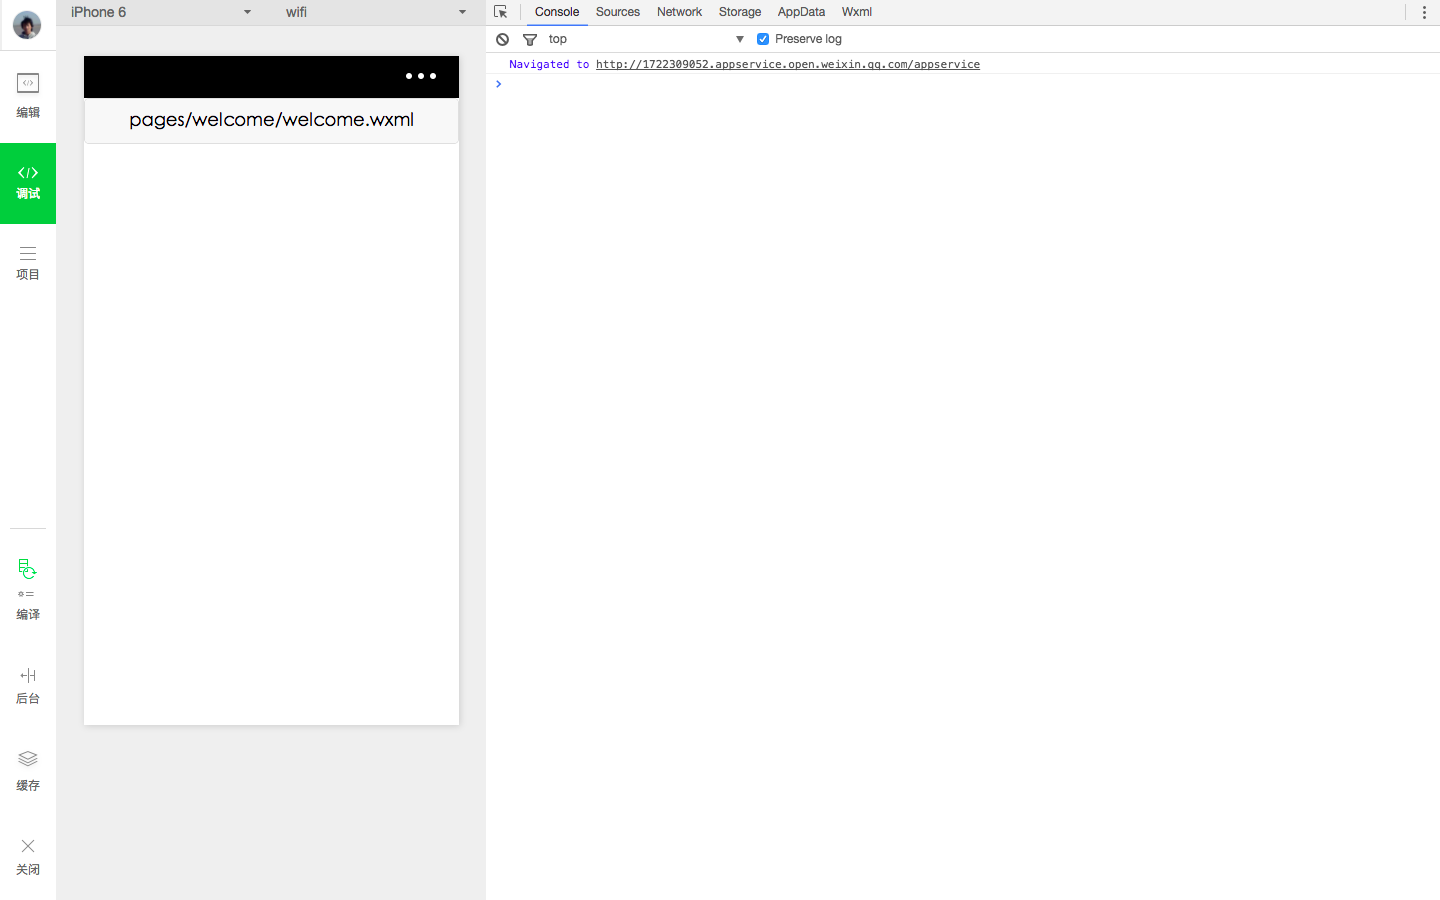 iPhone 6
wifi
Console Sources Network Storage AppData Wxml
top
Preserve log
Navigated to http://1722309052.appservice.open.weixin.qq.com/appservice
pages/welcome/welcome.wxml
编辑
调试
项目
编译
后台
缓存
关闭